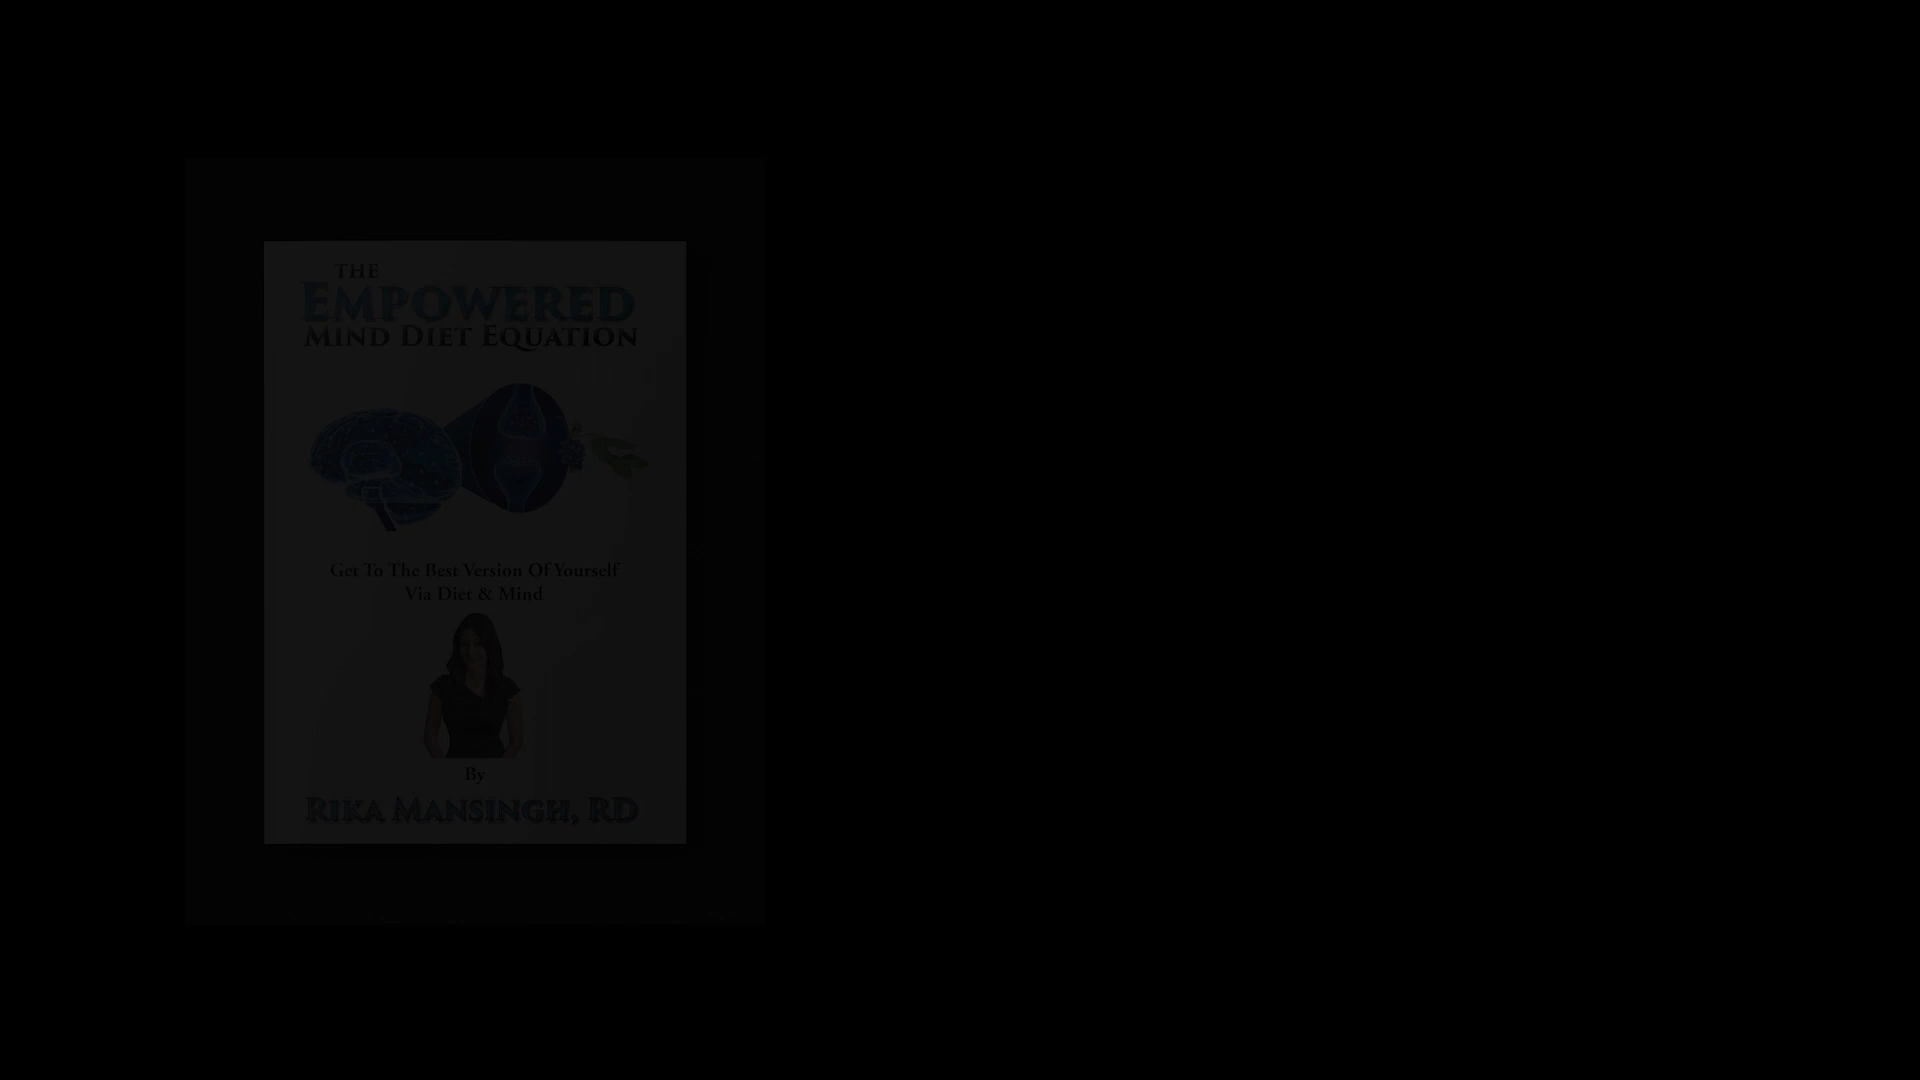 THE
EMPOWERED
MIND DIET EQUATION
Get To The Best Version Of Yourself
Via Diet & Mind
By
RIKA MANSINGH, RD